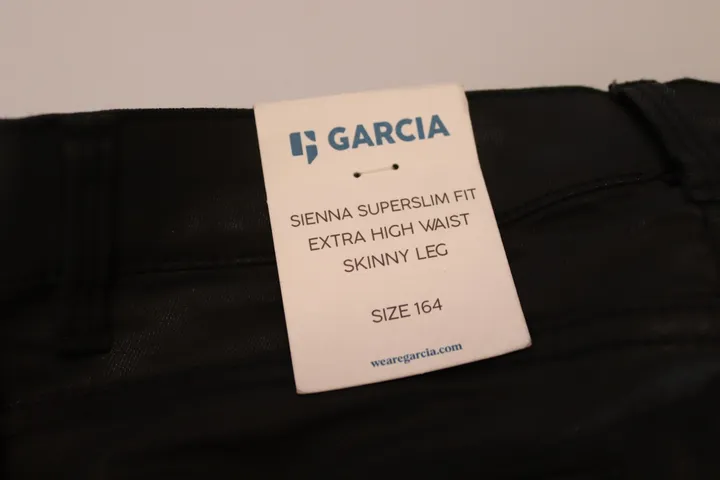 GARCIA
SIENNA SUPERSLIM FIT
EXTRA HIGH WAIST
SKINNY LEG
SIZE 164
wearegarcia.com